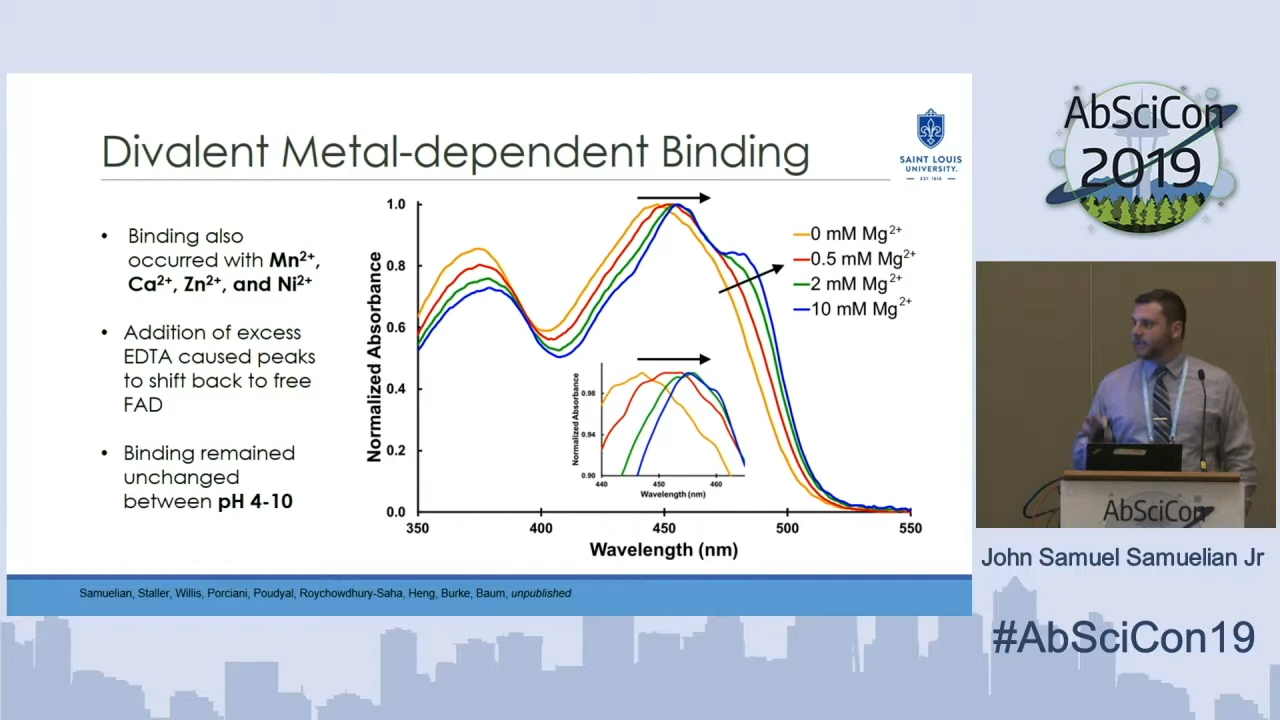 Divalent Metal-dependent Binding
SAINT LOUIS
UNIVERSITY.
EST. 1818
• Binding also
occurred with Mn2+,
Ca2+, Zn2+, and Ni2+
• Addition of excess
EDTA caused peaks
to shift back to free
FAD
• Binding remained
unchanged
between pH 4-10
Normalized Absorbance
1.0
0.8
0.6
0.4
0.2
0.0
350
400
450
500
550
Wavelength (nm)
0 mM Mg2+
0.5 mM Mg2+
2 mM Mg2+
10 mM Mg2+
Normalized Absorbance
0.98
0.94
0.90
440
450
460
Wavelength (nm)
Samuelian, Staller, Willis, Porciani, Poudyal, Roychowdhury-Saha, Heng, Burke, Baum, unpublished
AbSciCon
2019
AbSciCon
John Samuel Samuelian Jr
#AbSciCon19